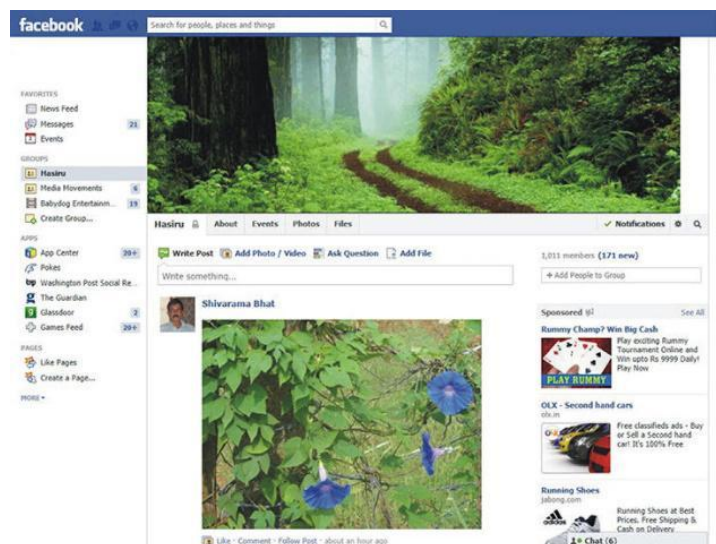 facebook
Search for people, places and things
FAVORITES
News Feed
Messages 21
Events
GROUPS
Hasiru
Media Movements 6
Babydog Entertainm... 19
Create Group...
APPS
App Center 20+
Pokes
Washington Post Social Re...
The Guardian
Glassdoor 2
Games Feed 20+
PAGES
Like Pages
Create a Page...
MORE
Hasiru About Events Photos Files
Notifications
Write Post Add Photo / Video Ask Question Add File
Write something...
Shivarama Bhat
Like · Comment · Follow Post · about an hour ago
1,011 members (171 new)
+ Add People to Group
Sponsored See All
Rummy Champ? Win Big Cash
PLAY RUMMY
Play exciting Rummy
Tournament Online and
Win upto Rs 9999 Daily!
Play Now
OLX - Second hand cars
olx.in
OLX
Free classifieds ads - Buy
or Sell a Second hand
car! It's 100% Free
Running Shoes
jabong.com
adidas
Running Shoes at Best
Prices. Free Shipping &
Cash on Delivery
Chat (6)